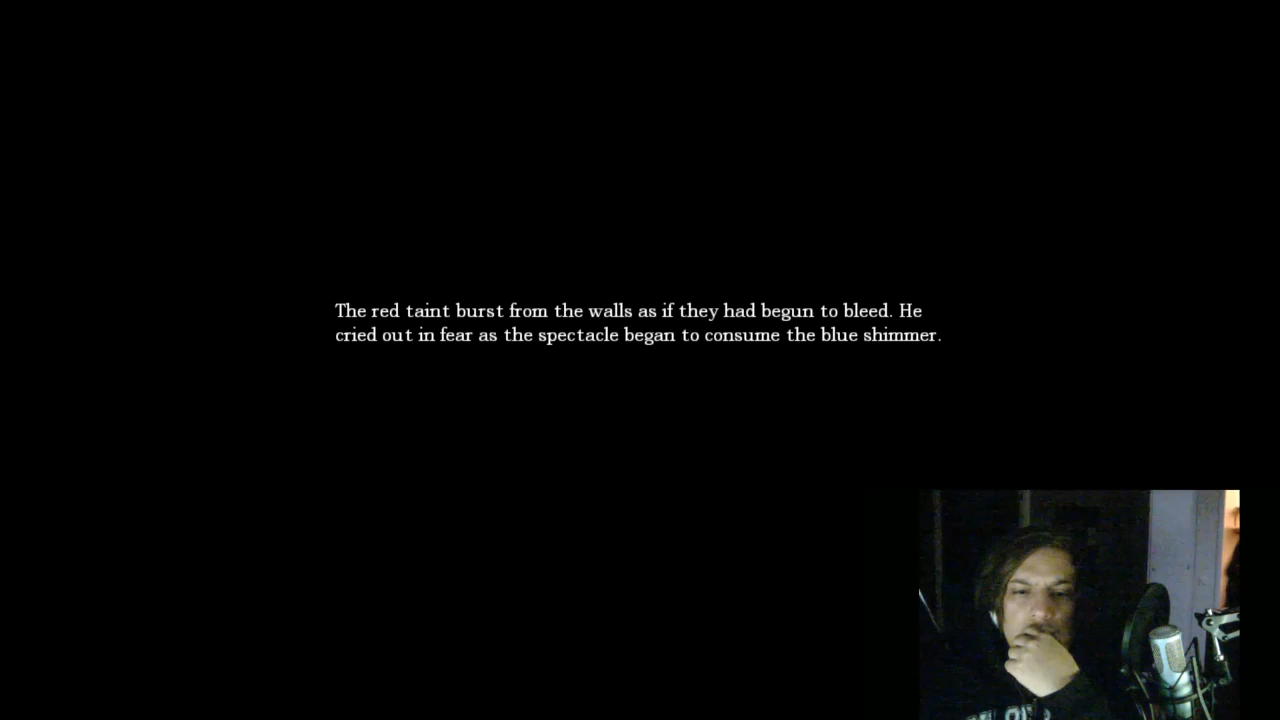 The red taint burst from the walls as if they had begun to bleed. He
cried out in fear as the spectacle began to consume the blue shimmer.